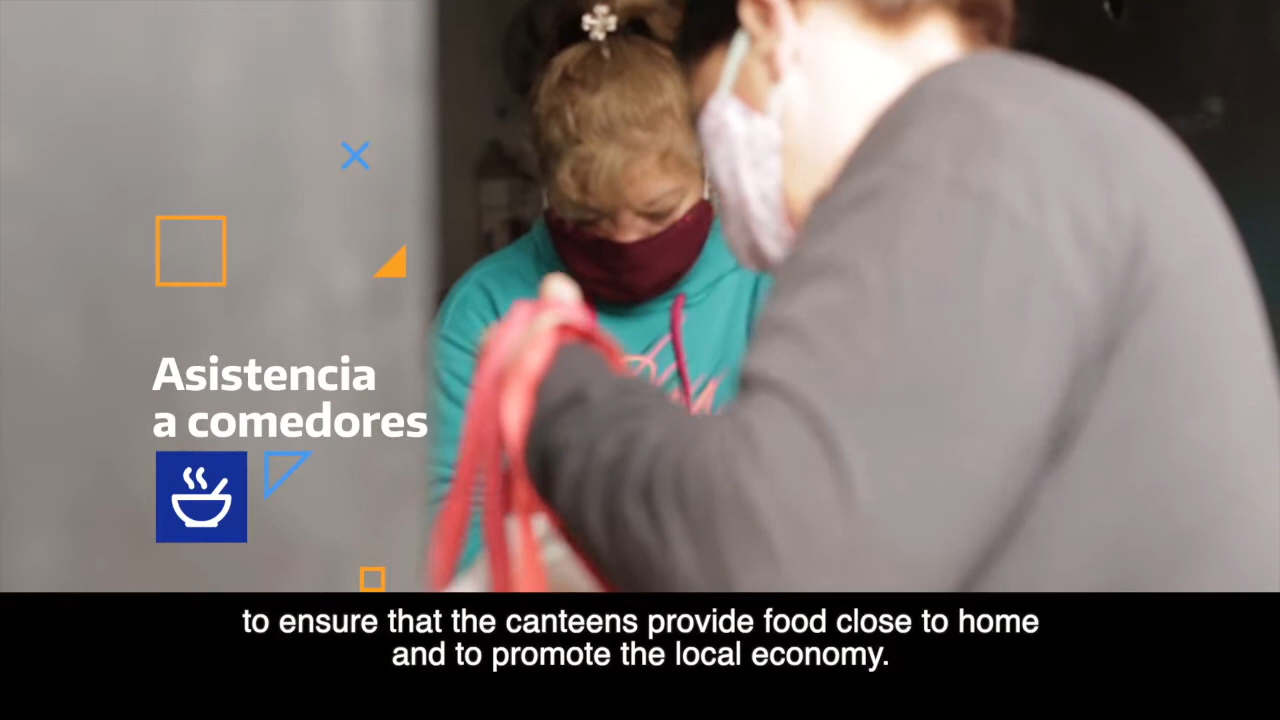 Asistencia
a comedores
to ensure that the canteens provide food close to home
and to promote the local economy.